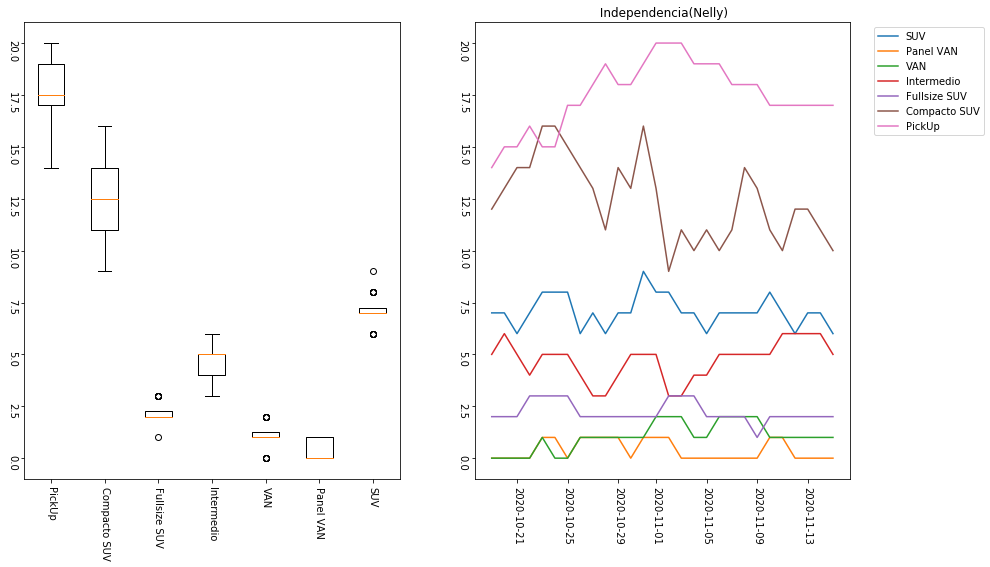 20.0
17.5
15.0
12.5
10.0
7.5
5.0
2.5
0.0
PickUp
Compacto SUV
Fullsize SUV
Intermedio
VAN
Panel VAN
SUV
Independencia(Nelly)
20.0
17.5
15.0
12.5
10.0
7.5
5.0
2.5
0.0
2020-10-21
2020-10-25
2020-10-29
2020-11-01
2020-11-05
2020-11-09
2020-11-13
SUV
Panel VAN
VAN
Intermedio
Fullsize SUV
Compacto SUV
PickUp